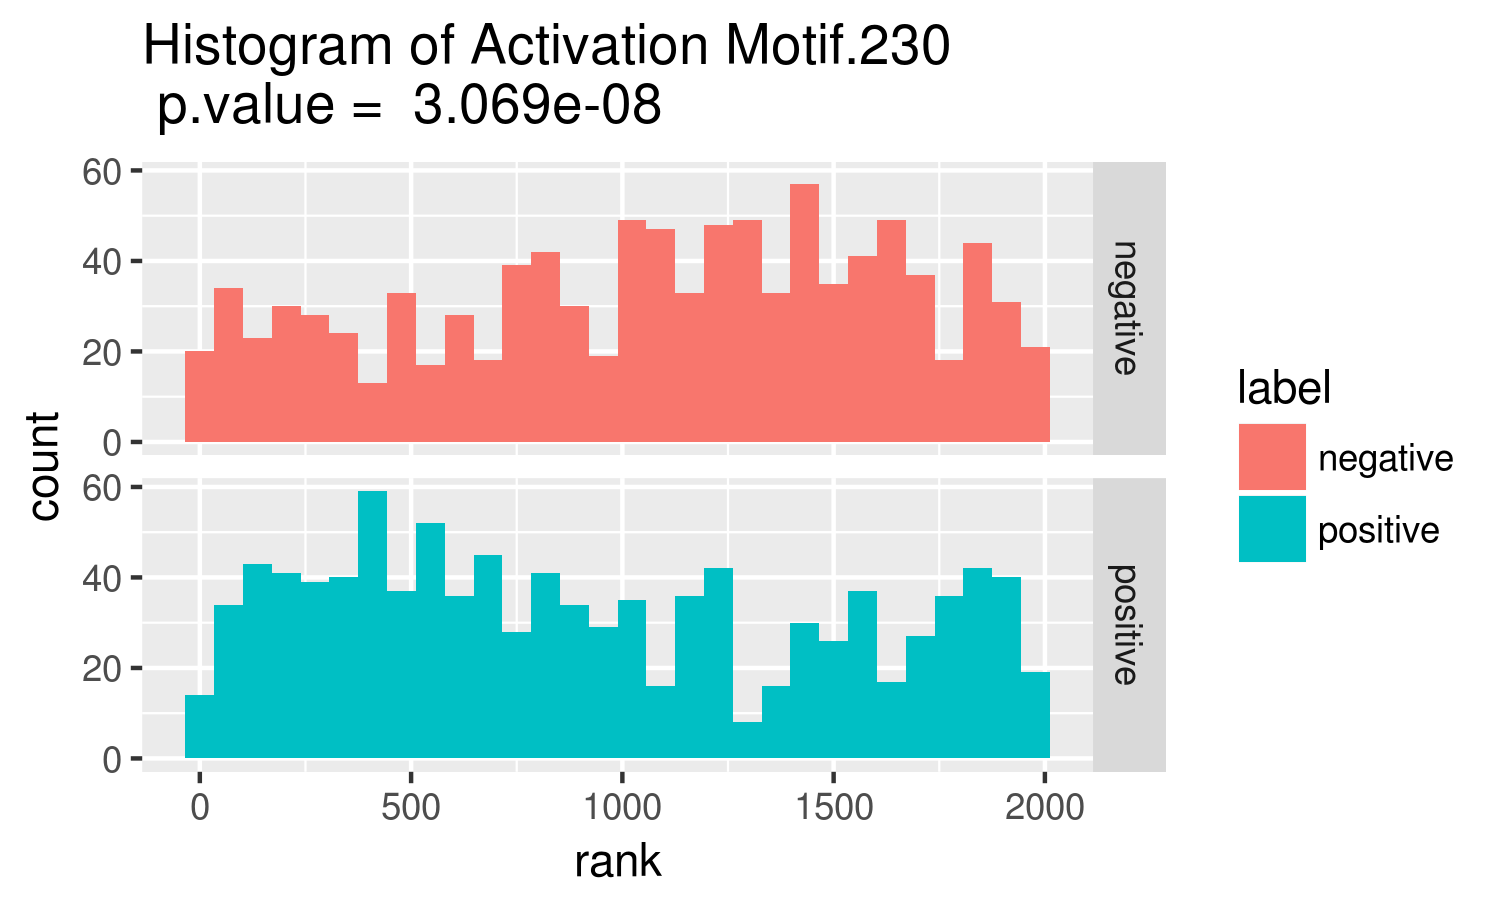 Histogram of Activation Motif.230
p.value =  3.069e-08
count
60
40
20
0
negative
60
40
20
0
positive
0 500 1000 1500 2000
rank
label
negative
positive